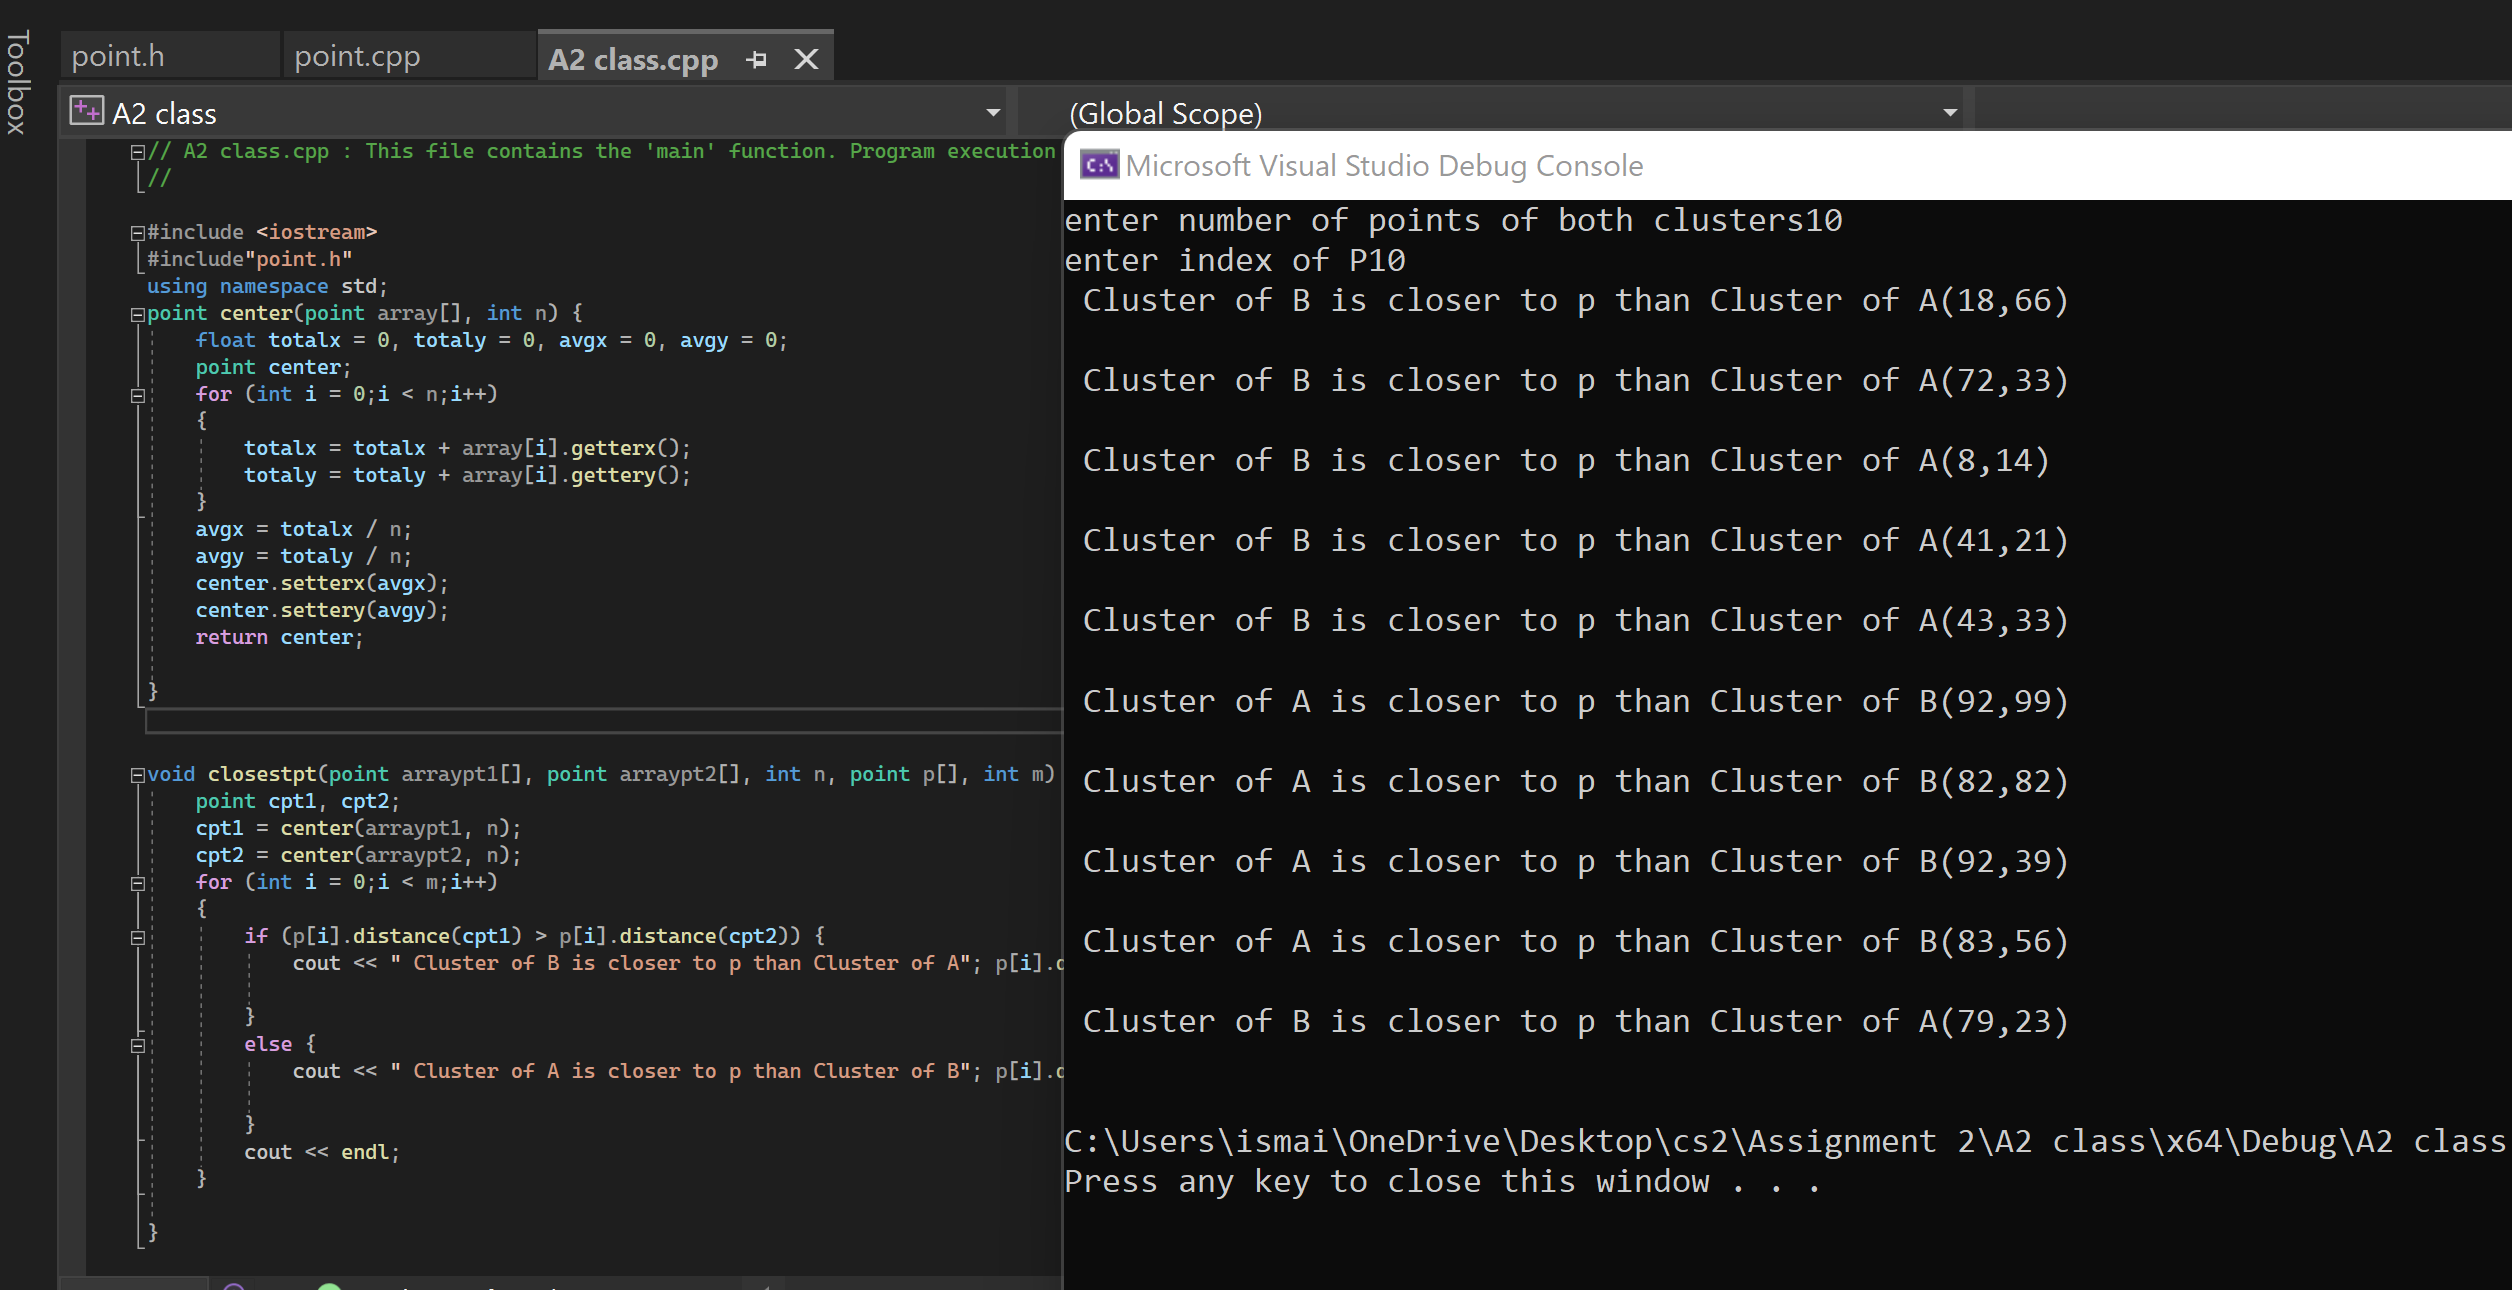 Toolbox
point.h
point.cpp
A2 class.cpp
A2 class
(Global Scope)
// A2 class.cpp : This file contains the 'main' function. Program execution
//
#include <iostream>
#include"point.h"
using namespace std;
point center(point array[], int n) {
float totalx = 0, totaly = 0, avgx = 0, avgy = 0;
point center;
for (int i = 0;i < n;i++)
{
totalx = totalx + array[i].getterx();
totaly = totaly + array[i].gettery();
}
avgx = totalx / n;
avgy = totaly / n;
center.setterx(avgx);
center.settery(avgy);
return center;
}
void closestpt(point arraypt1[], point arraypt2[], int n, point p[], int m)
point cpt1, cpt2;
cpt1 = center(arraypt1, n);
cpt2 = center(arraypt2, n);
for (int i = 0;i < m;i++)
{
if (p[i].distance(cpt1) > p[i].distance(cpt2)) {
cout << " Cluster of B is closer to p than Cluster of A"; p[i].
}
else {
cout << " Cluster of A is closer to p than Cluster of B"; p[i].
}
cout << endl;
}
}
Microsoft Visual Studio Debug Console
enter number of points of both clusters10
enter index of P10
Cluster of B is closer to p than Cluster of A(18,66)
Cluster of B is closer to p than Cluster of A(72,33)
Cluster of B is closer to p than Cluster of A(8,14)
Cluster of B is closer to p than Cluster of A(41,21)
Cluster of B is closer to p than Cluster of A(43,33)
Cluster of A is closer to p than Cluster of B(92,99)
Cluster of A is closer to p than Cluster of B(82,82)
Cluster of A is closer to p than Cluster of B(92,39)
Cluster of A is closer to p than Cluster of B(83,56)
Cluster of B is closer to p than Cluster of A(79,23)
C:\Users\ismai\OneDrive\Desktop\cs2\Assignment 2\A2 class\x64\Debug\A2 class
Press any key to close this window . . .